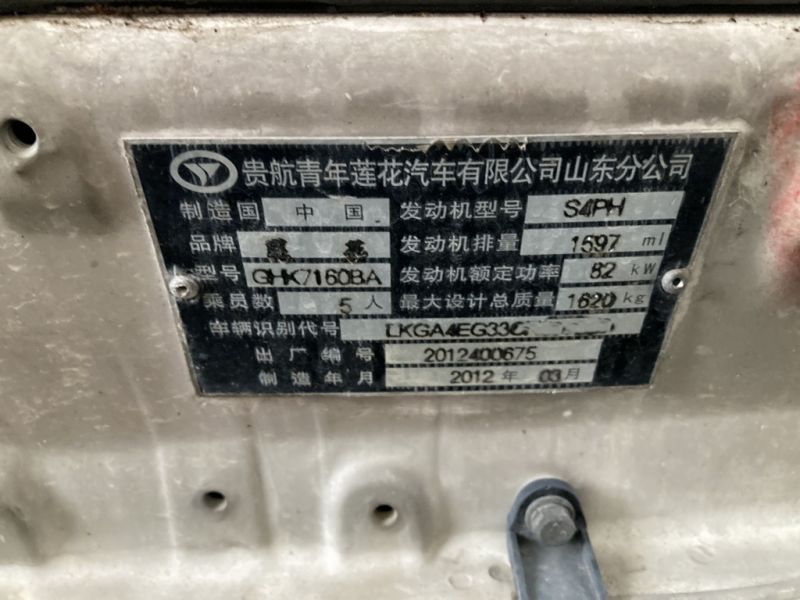 贵航青年莲花汽车有限公司山东分公司
制造国 中国 发动机型号 S4PH
品牌 发动机排量 1597 ml
型号 GHK7160BA 发动机额定功率 82 kW
乘员数 5 人 最大设计总质量 1620 kg
车辆识别代号 LKGA4EG33
出厂编号 2012400675
制造年月 2012 年 03 月